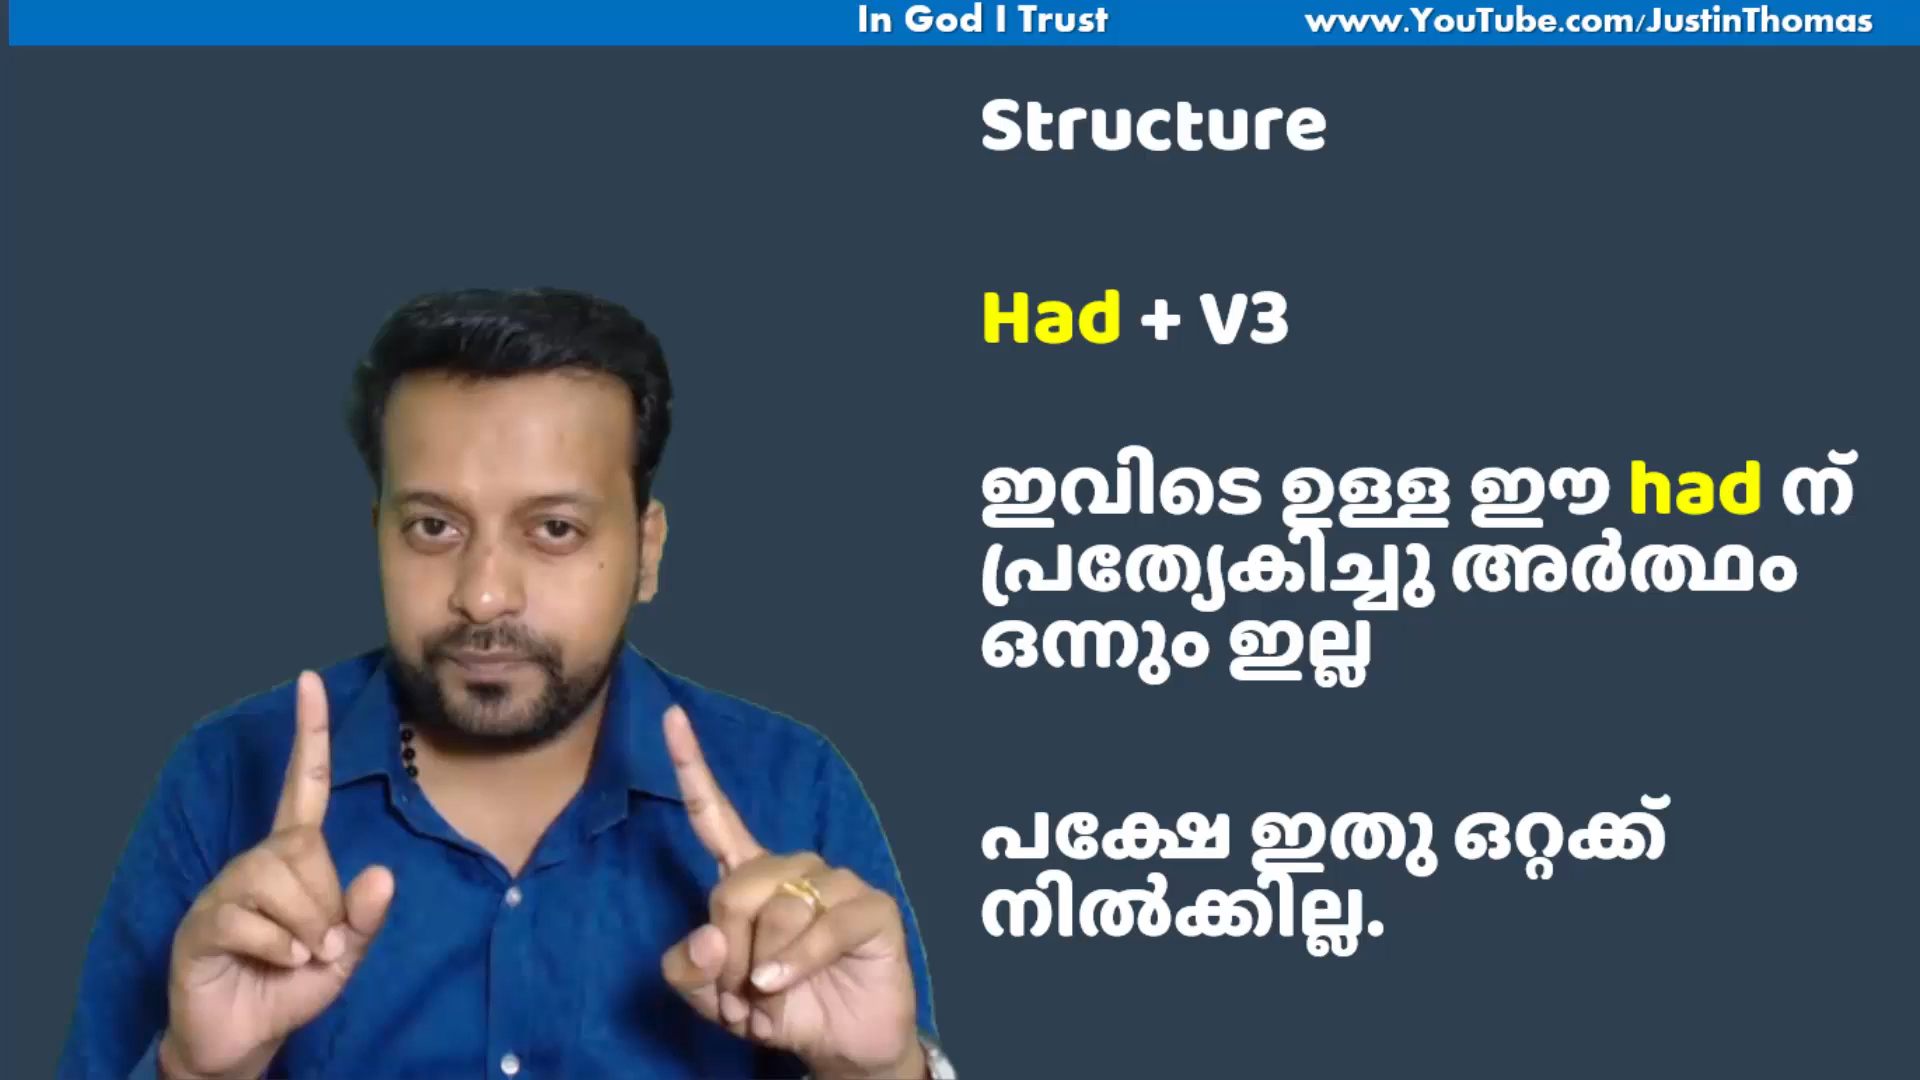 In God I Trust
www.YouTube.com/JustinThomas
Structure
Had + V3
ഇവിടെ ഉള്ള ഈ had ന്
പ്രത്യേകിച്ചു അർത്ഥം
ഒന്നും ഇല്ല
പക്ഷേ ഇതു ഒറ്റക്ക്
നിൽക്കില്ല.